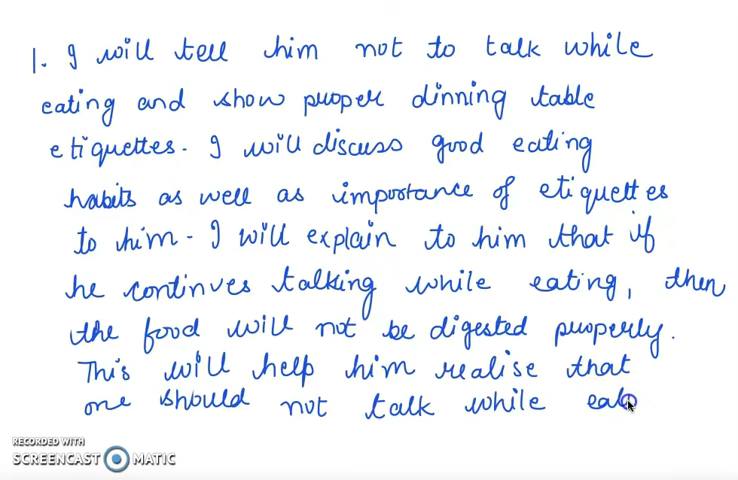 1. I will tell him not to talk while
eating and show proper dinning table
etiquettes. I will discuss good eating
habits as well as importance of etiquettes
to him. I will explain to him that if
he continues talking while eating, then
the food will not be digested properly.
This will help him realise that
one should not talk while eat
RECORDED WITH
SCREENCAST MATIC